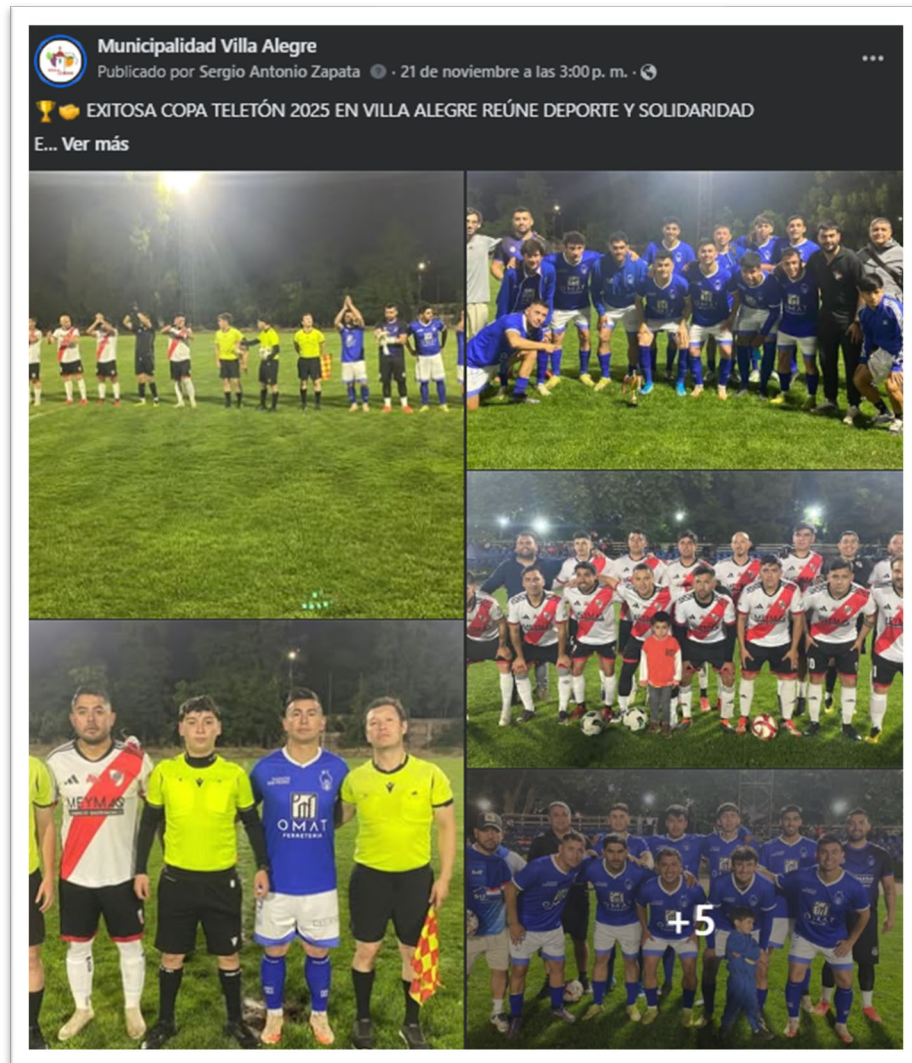 Municipalidad Villa Alegre
Publicado por Sergio Antonio Zapata · 21 de noviembre a las 3:00 p. m. ·
🏆🤝 EXITOSA COPA TELETÓN 2025 EN VILLA ALEGRE REÚNE DEPORTE Y SOLIDARIDAD
E... Ver más
MEYMAS
OMAT
FERRETERIA
+5